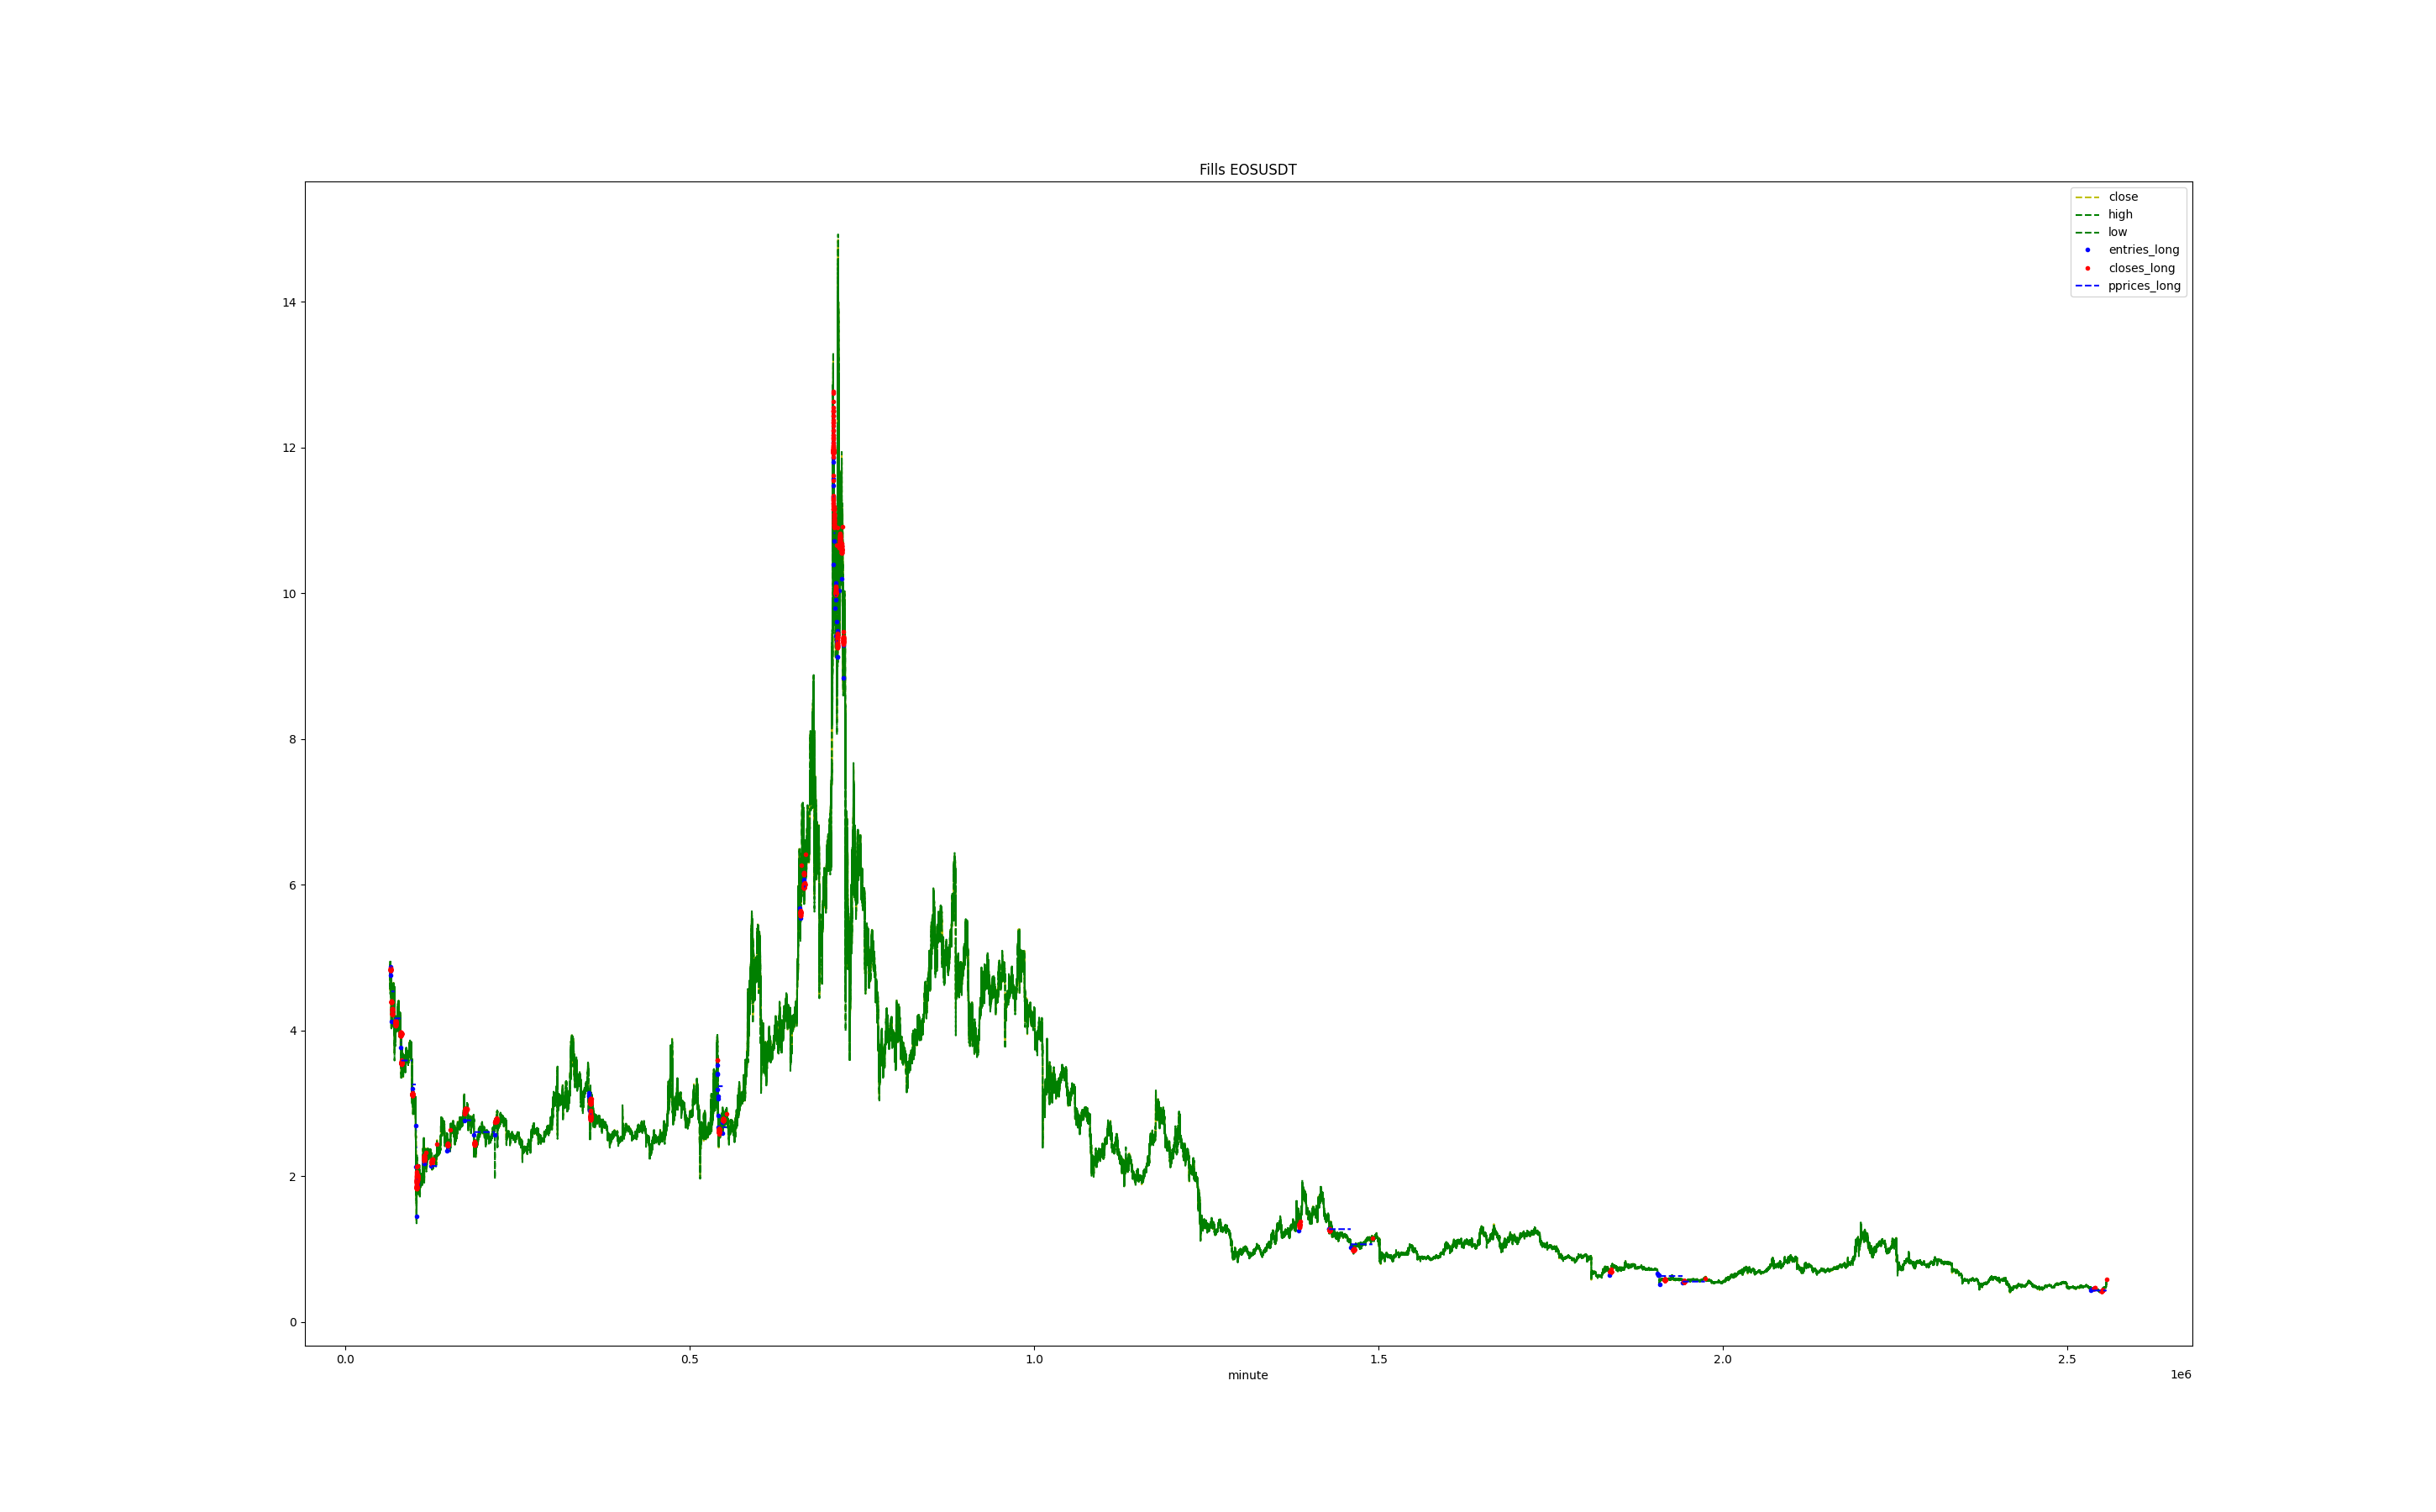 Fills EOSUSDT
close
high
low
entries_long
closes_long
pprices_long
14
12
10
8
6
4
2
0
0.0 0.5 1.0 1.5 2.0 2.5
minute
1e6